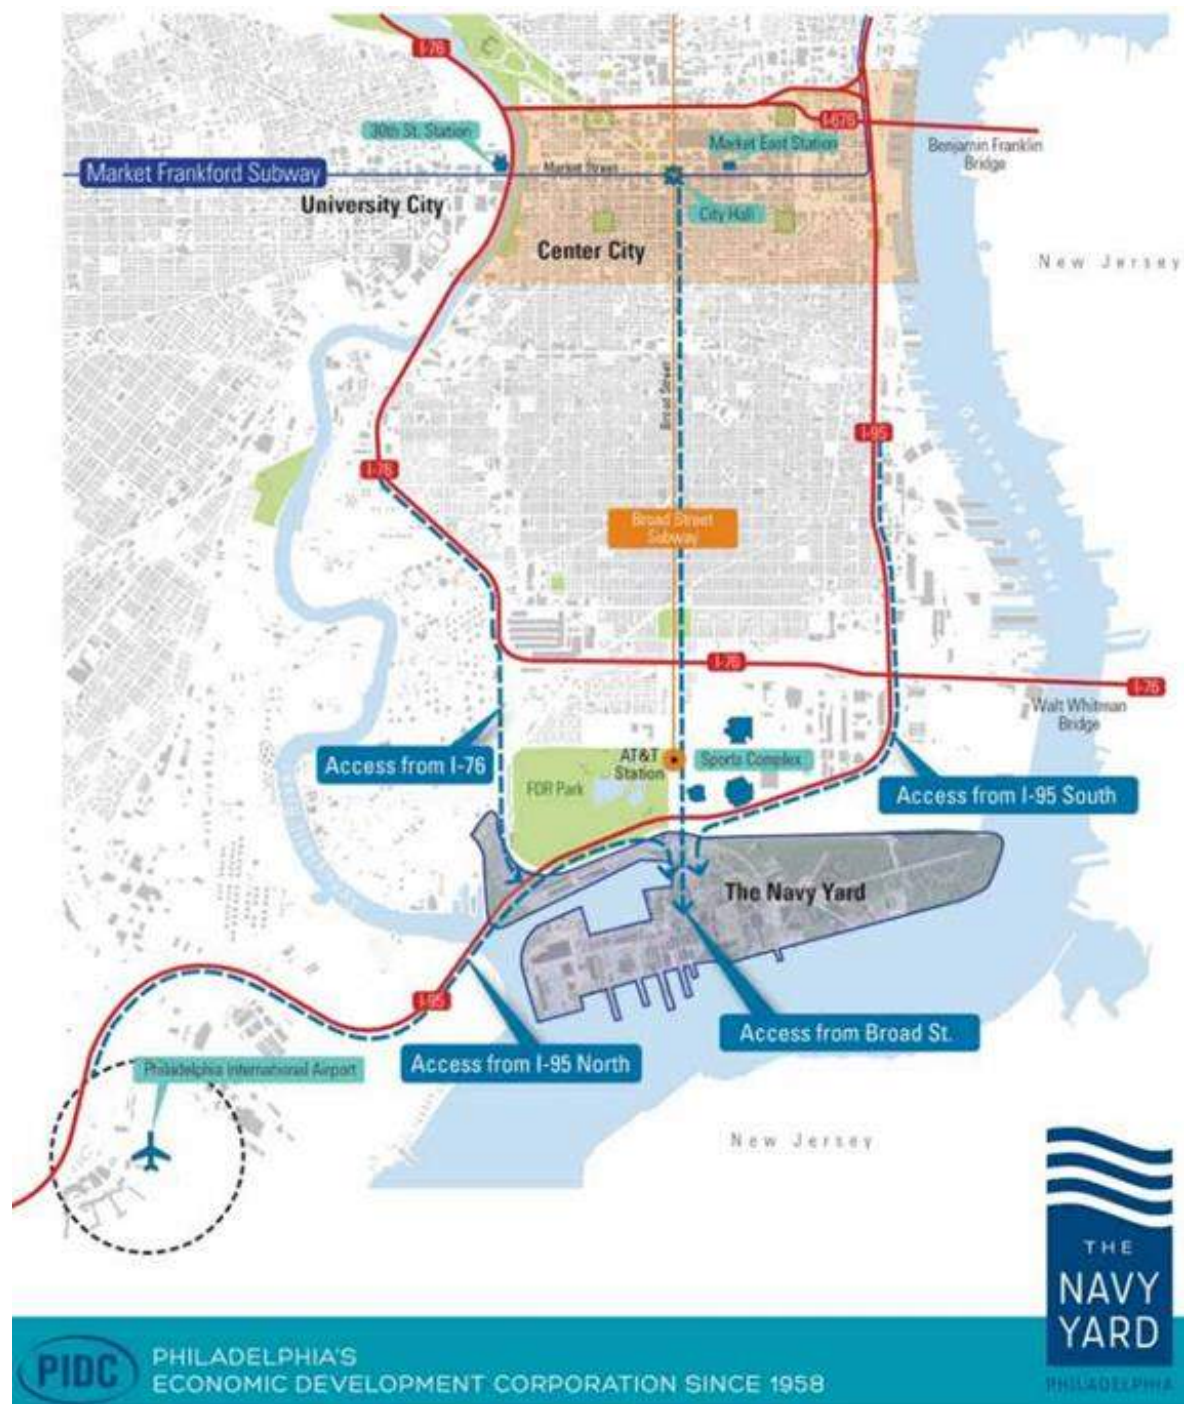 I-76
I-676
30th St. Station
Market East Station
Benjamin Franklin
Bridge
Market Frankford Subway
Market Street
University City
City Hall
Center City
New Jersey
Broad Street
I-95
I-76
Broad Street
Subway
I-76
I-76
Walt Whitman
Bridge
Access from I-76
AT&T
Station
Sports Complex
FDR Park
Access from I-95 South
The Navy Yard
I-95
Access from Broad St.
Access from I-95 North
Philadelphia International Airport
New Jersey
THE
NAVY
YARD
PHILADELPHIA
PIDC
PHILADELPHIA'S
ECONOMIC DEVELOPMENT CORPORATION SINCE 1958